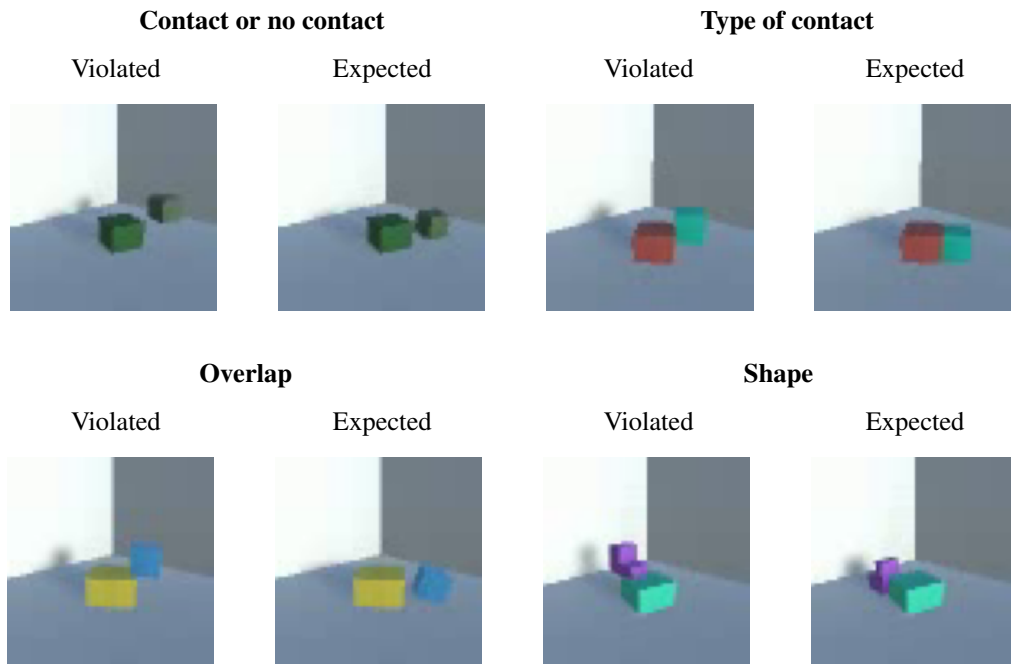 Contact or no contact
Type of contact
Violated
Expected
Violated
Expected
Overlap
Shape
Violated
Expected
Violated
Expected